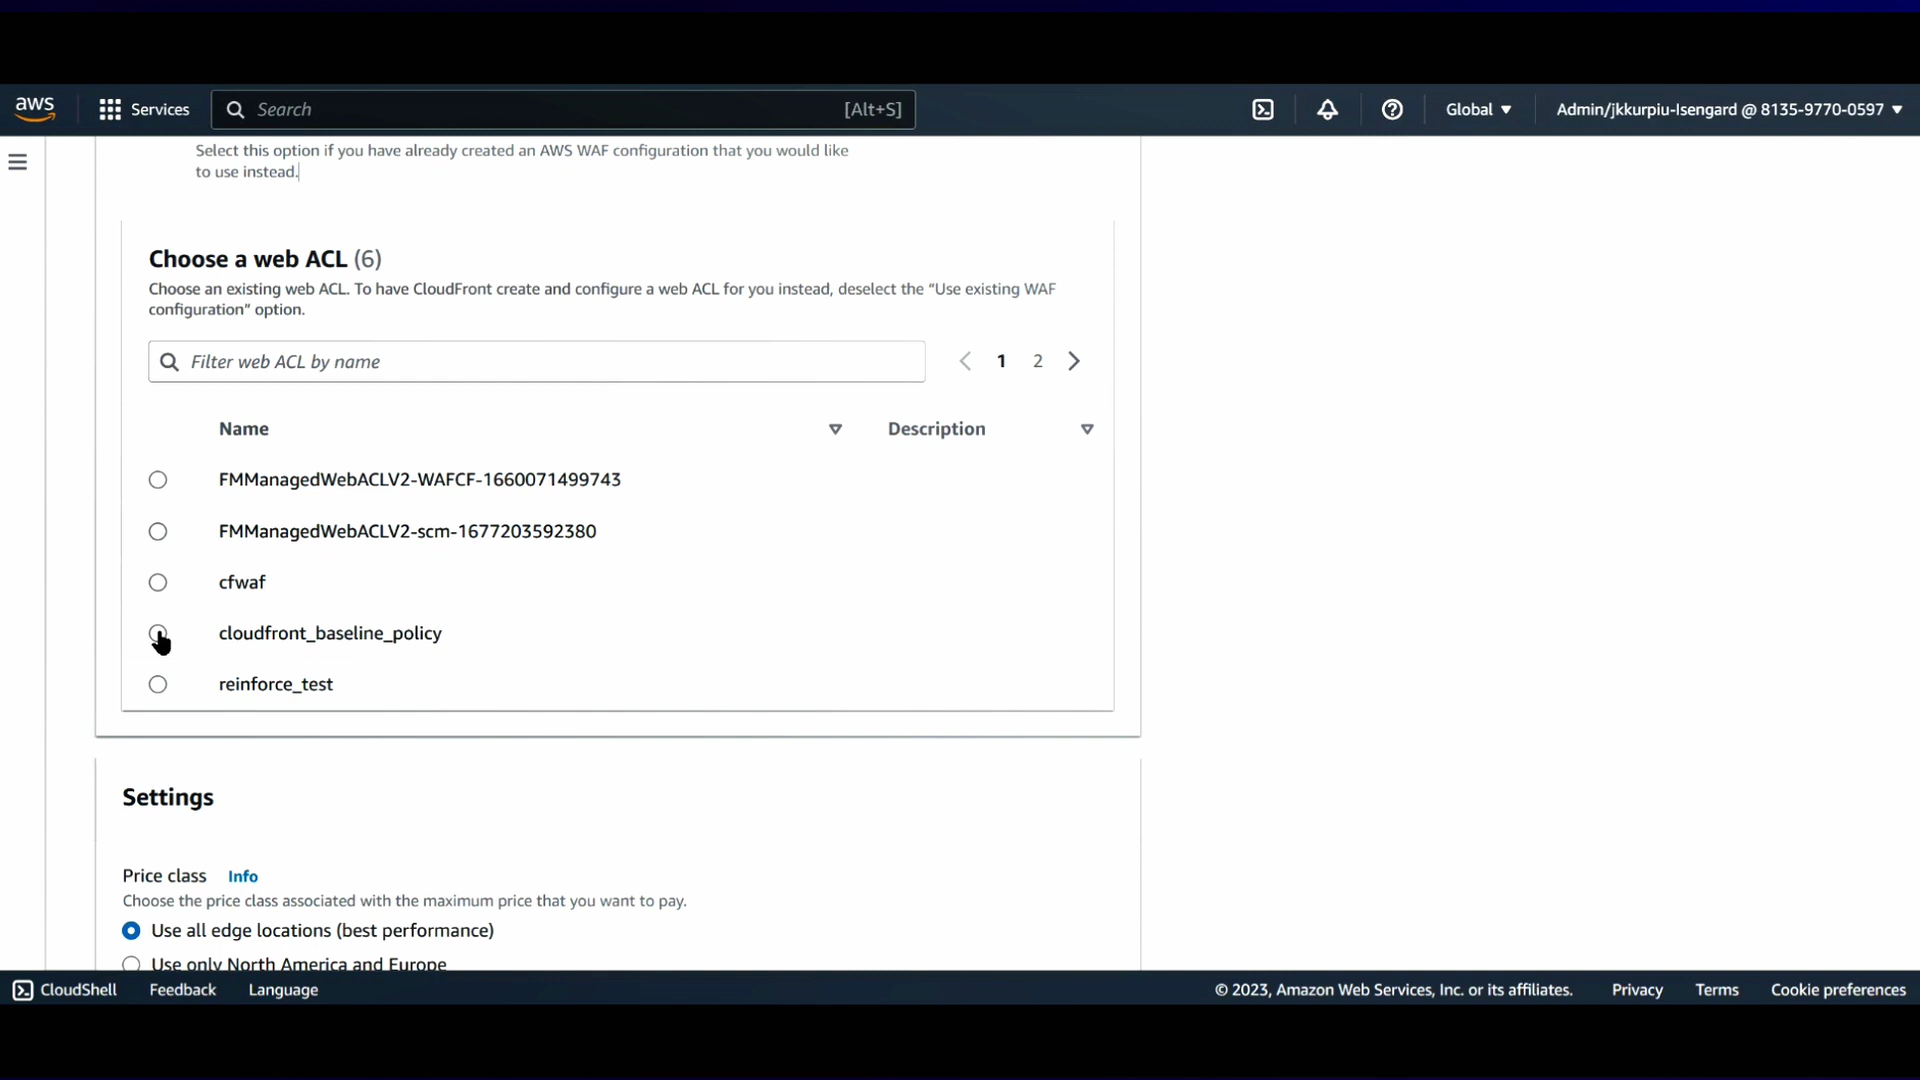 aws
Services
Search
[Alt+S]
Global
Admin/jkkurpiu-Isengard @ 8135-9770-0597
Select this option if you have already created an AWS WAF configuration that you would like
to use instead.
Choose a web ACL (6)
Choose an existing web ACL. To have CloudFront create and configure a web ACL for you instead, deselect the “Use existing WAF
configuration” option.
Filter web ACL by name
1
2
Name
Description
FMManagedWebACLV2-WAFCF-1660071499743
FMManagedWebACLV2-scm-1677203592380
cfwaf
cloudfront_baseline_policy
reinforce_test
Settings
Price class
Info
Choose the price class associated with the maximum price that you want to pay.
Use all edge locations (best performance)
Use only North America and Europe
CloudShell
Feedback
Language
© 2023, Amazon Web Services, Inc. or its affiliates.
Privacy
Terms
Cookie preferences